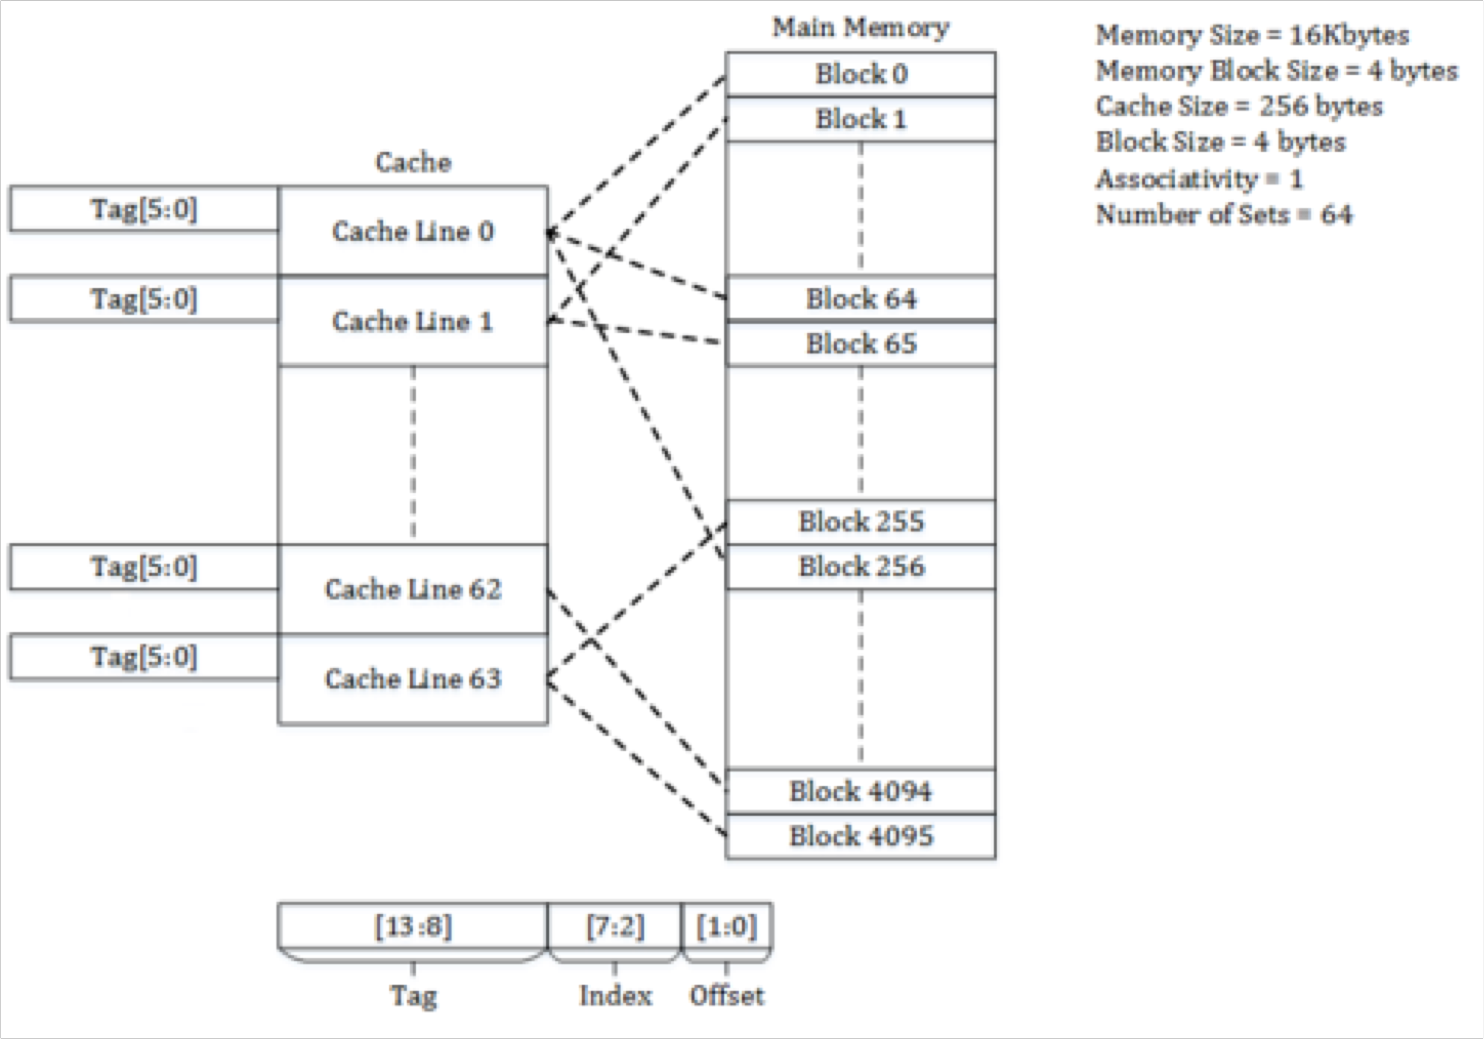 Main Memory
Memory Size = 16Kbytes
Memory Block Size = 4 bytes
Cache Size = 256 bytes
Block Size = 4 bytes
Associativity = 1
Number of Sets = 64
Block 0
Block 1
Cache
Tag[5:0]
Cache Line 0
Tag[5:0]
Cache Line 1
Block 64
Block 65
Block 255
Block 256
Tag[5:0]
Cache Line 62
Tag[5:0]
Cache Line 63
Block 4094
Block 4095
[13:8] [7:2] [1:0]
Tag Index Offset